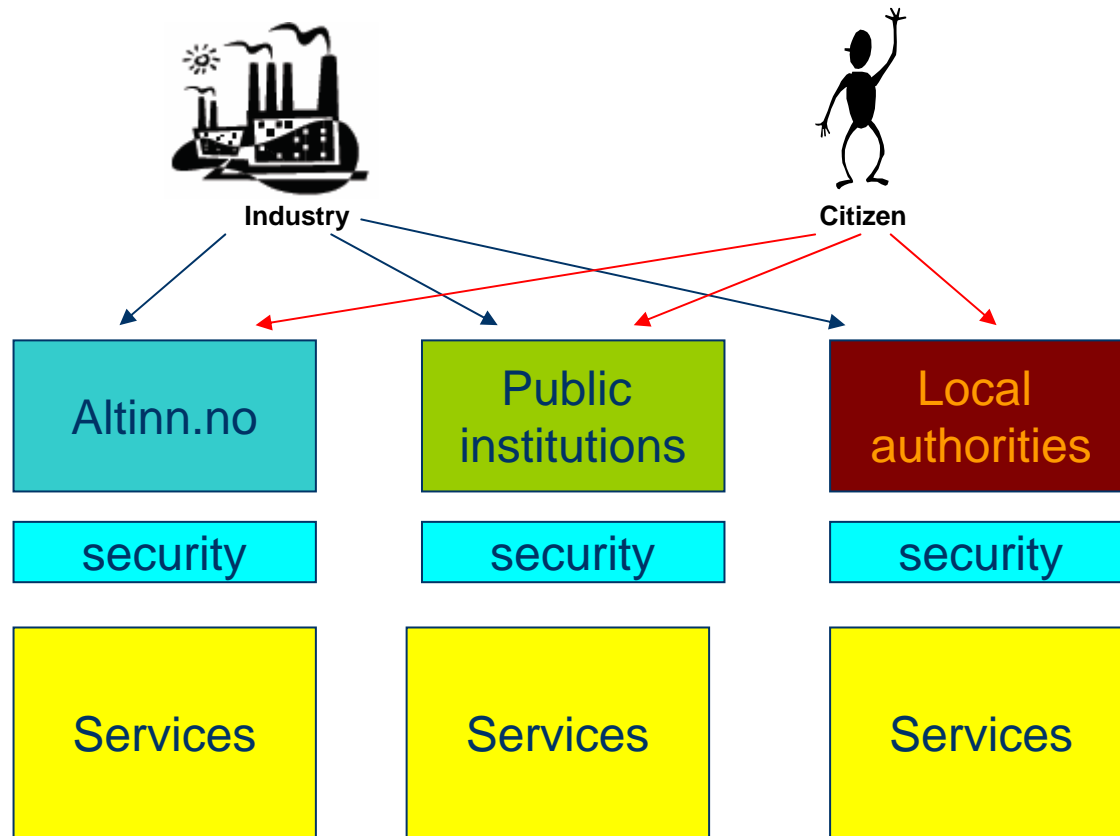 Industry
Citizen
Altinn.no
Public
institutions
Local
authorities
security
security
security
Services
Services
Services